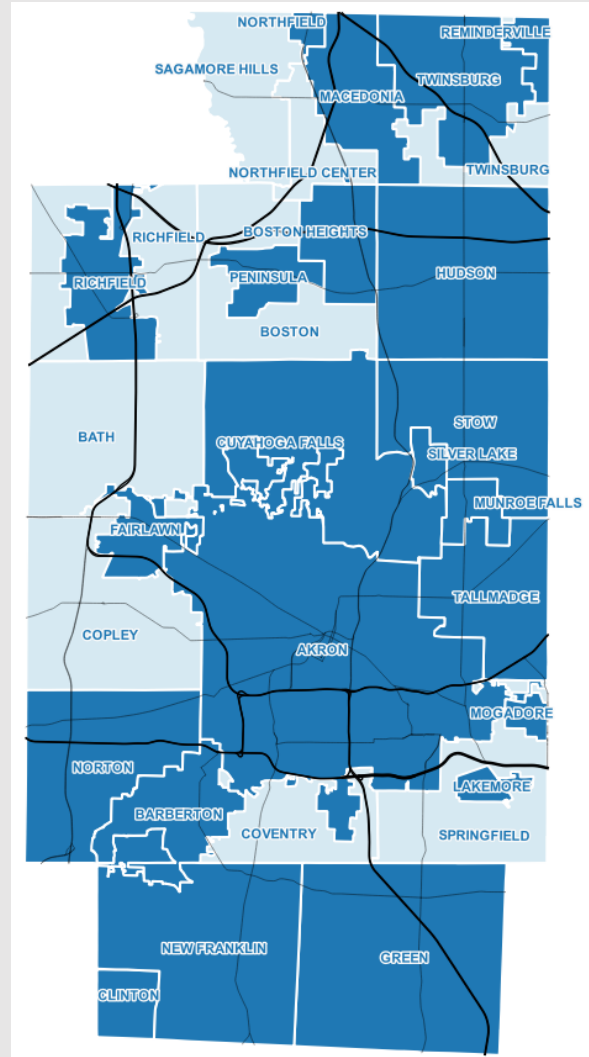 NORTHFIELD
REMINDERVILLE
SAGAMORE HILLS
TWINSBURG
MACEDONIA
NORTHFIELD CENTER
TWINSBURG
RICHFIELD
BOSTON HEIGHTS
HUDSON
PENINSULA
RICHFIELD
BOSTON
STOW
BATH
CUYAHOGA FALLS
SILVER LAKE
MUNROE FALLS
FAIRLAWN
TALLMADGE
COPLEY
AKRON
MOGADORE
NORTON
LAKEMORE
BARBERTON
COVENTRY
SPRINGFIELD
NEW FRANKLIN
GREEN
CLINTON